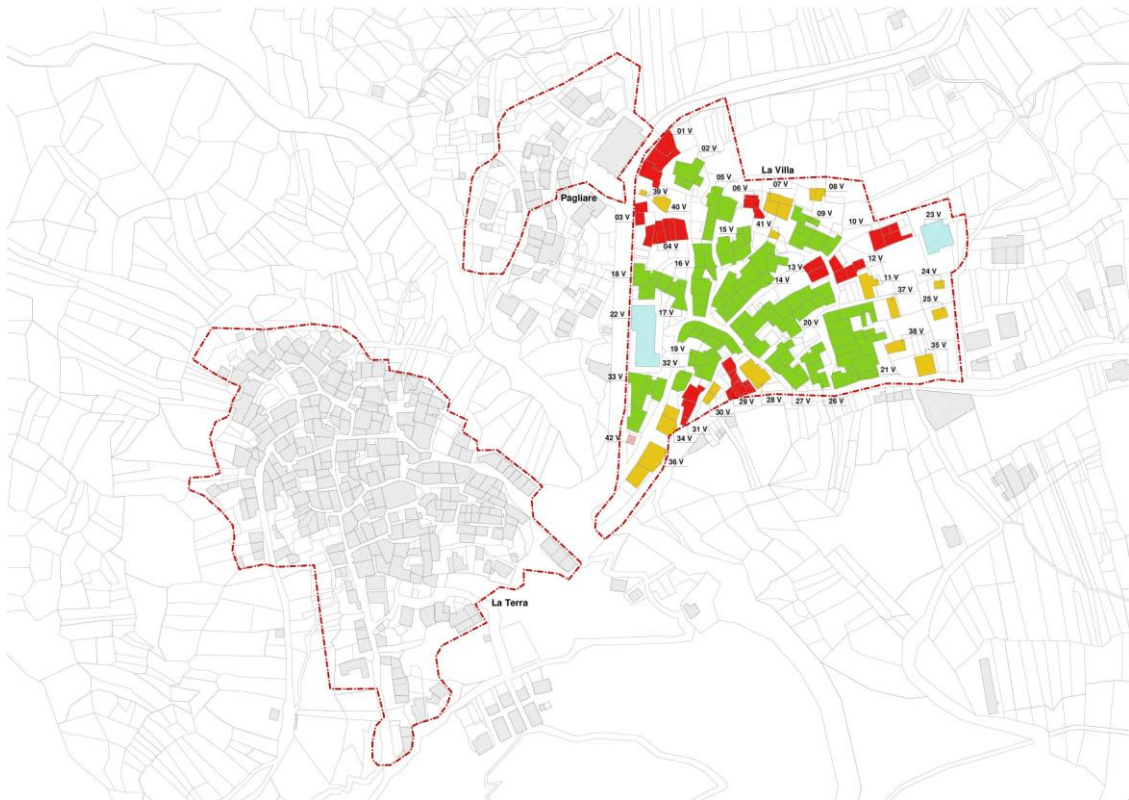 01 V
02 V
La Villa
05 V
06 V
07 V
08 V
Pagliare
39 V
40 V
03 V
41 V
09 V
10 V
23 V
15 V
04 V
16 V
12 V
13 V
18 V
14 V
11 V
24 V
37 V
25 V
22 V
17 V
20 V
38 V
19 V
35 V
32 V
33 V
21 V
29 V
28 V
27 V
26 V
30 V
31 V
42 V
34 V
36 V
La Terra